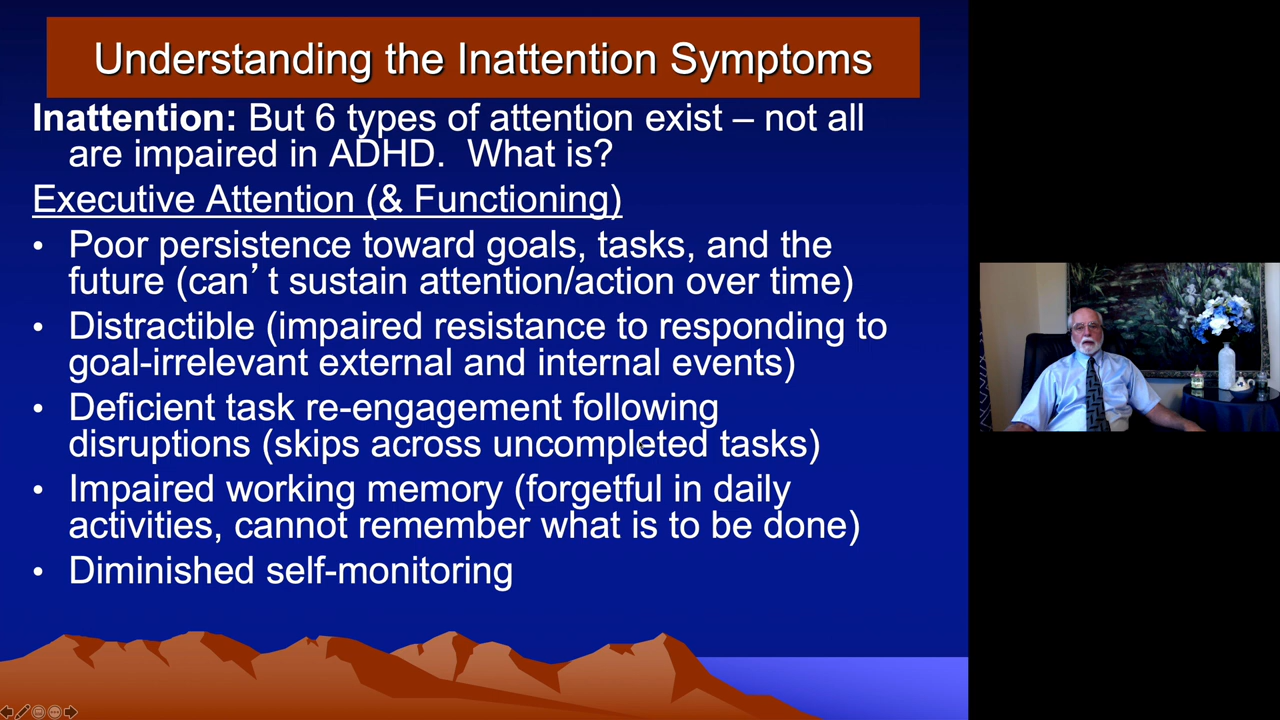 Understanding the Inattention Symptoms
Inattention: But 6 types of attention exist – not all
are impaired in ADHD. What is?
Executive Attention (& Functioning)
• Poor persistence toward goals, tasks, and the
future (can’t sustain attention/action over time)
• Distractible (impaired resistance to responding to
goal-irrelevant external and internal events)
• Deficient task re-engagement following
disruptions (skips across uncompleted tasks)
• Impaired working memory (forgetful in daily
activities, cannot remember what is to be done)
• Diminished self-monitoring